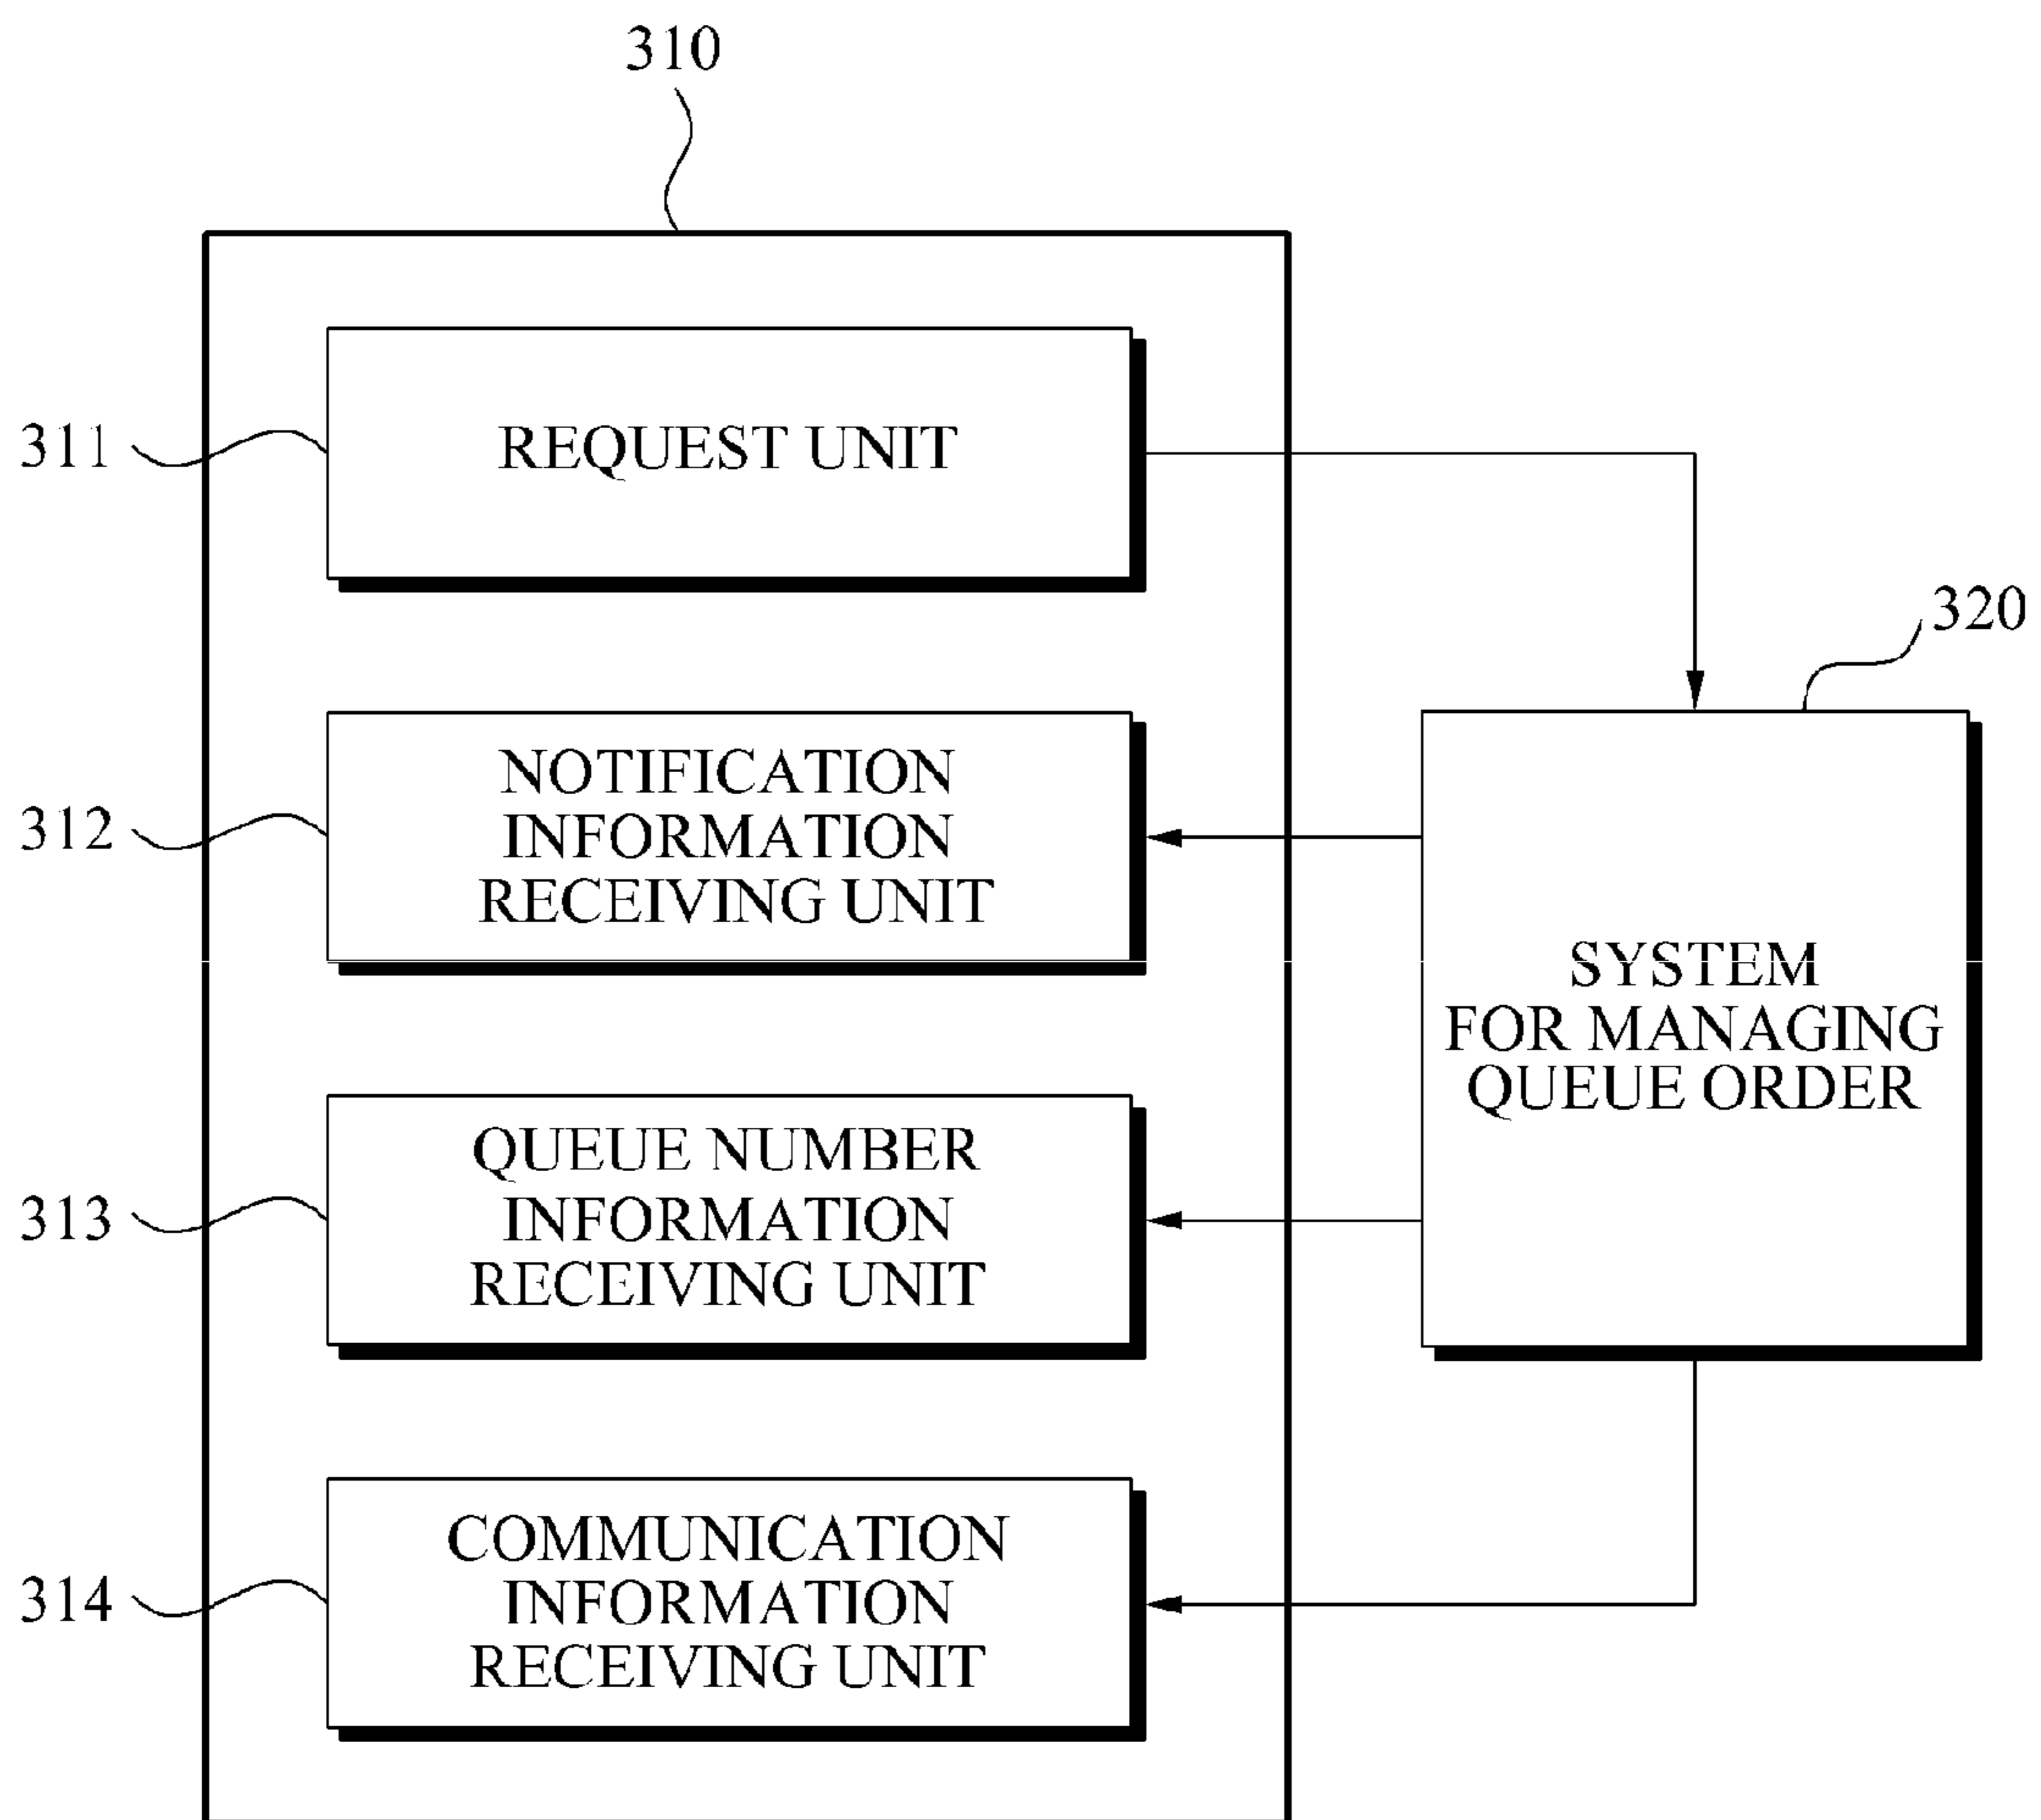 310
311
REQUEST UNIT
320
312
NOTIFICATION
INFORMATION
RECEIVING UNIT
SYSTEM
FOR MANAGING
QUEUE ORDER
313
QUEUE NUMBER
INFORMATION
RECEIVING UNIT
314
COMMUNICATION
INFORMATION
RECEIVING UNIT